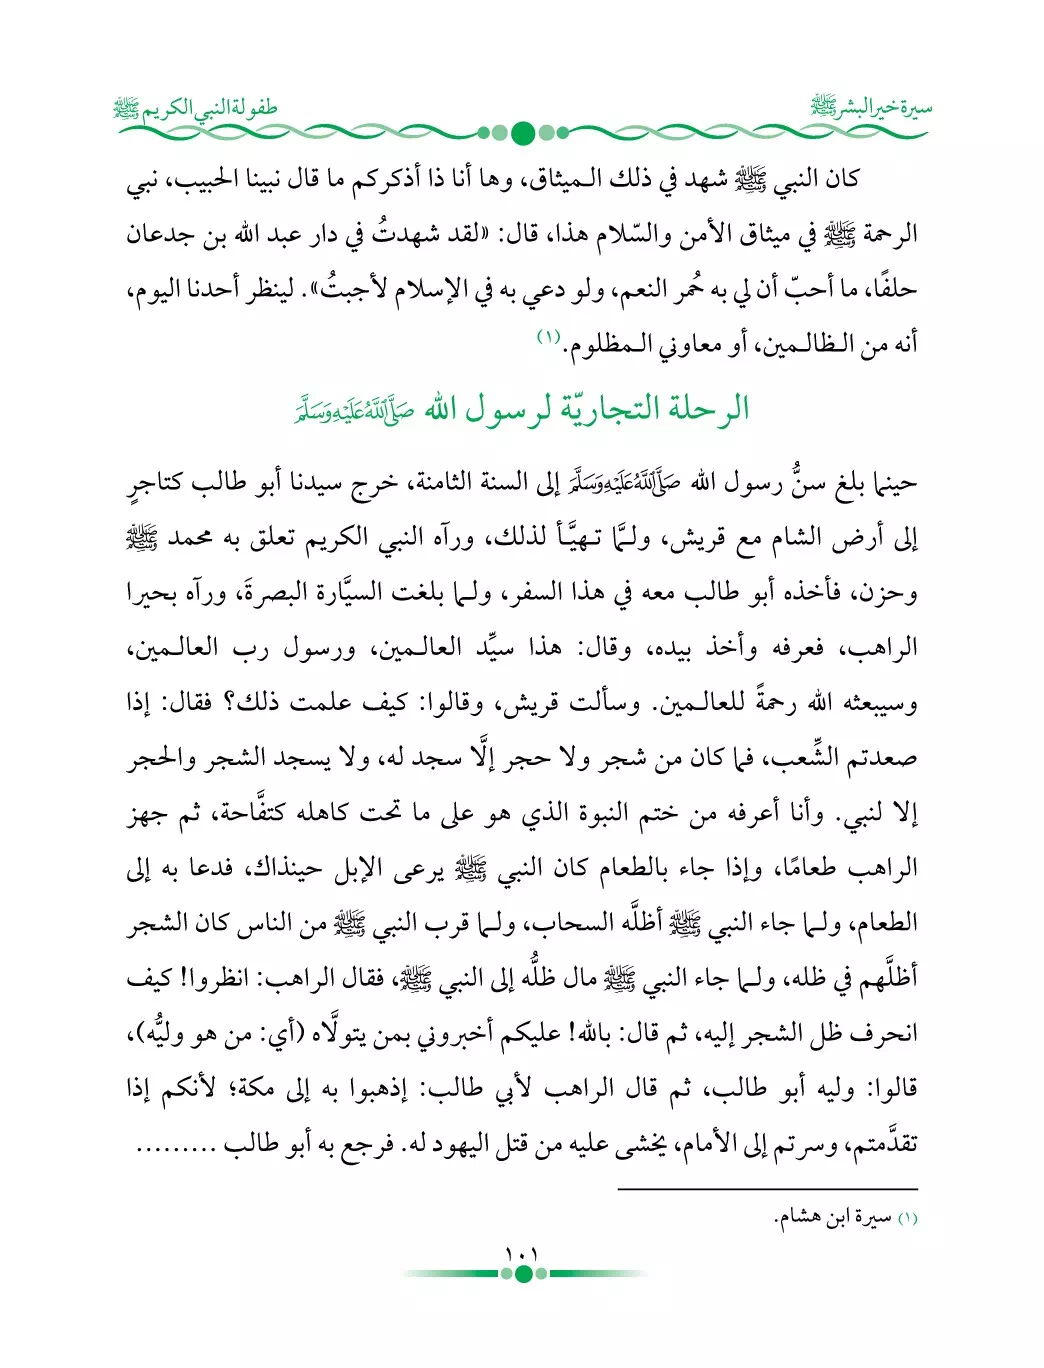 سيرة خير البشر ﷺ
طفولة النبي الكريم ﷺ
كان النبي ﷺ شهد في ذلك الـميثاق، وها أنا ذا أذكركم ما قال نبينا الحبيب، نبي
الرحمة ﷺ في ميثاق الأمن والسّلام هذا، قال: «لقد شهدتُ في دار عبد الله بن جدعان
حلفًا، ما أحبّ أن لي به حُمر النعم، ولو دعي به في الإسلام لأجبتُ». لينظر أحدنا اليوم،
أنه من الـظالـمين، أو معاوني الـمظلوم.(١)
الرحلة التجاريّة لرسول الله ﷺ
حينما بلغ سنُّ رسول الله ﷺ إلى السنة الثامنة، خرج سيدنا أبو طالب كتاجرٍ
إلى أرض الشام مع قريش، ولـمَّا تـهيَّـأ لذلك، ورآه النبي الكريم تعلق به محمد ﷺ
وحزن، فأخذه أبو طالب معه في هذا السفر، ولـما بلغت السيَّارة البصرةَ، ورآه بحيرا
الراهب، فعرفه وأخذ بيده، وقال: هذا سيِّد العالـمين، ورسول رب العالـمين،
وسيبعثه الله رحمةً للعالـمين. وسألت قريش، وقالوا: كيف علمت ذلك؟ فقال: إذا
صعدتم الشِّعب، فما كان من شجر ولا حجر إلَّا سجد له، ولا يسجد الشجر والحجر
إلا لنبي. وأنا أعرفه من ختم النبوة الذي هو على ما تحت كاهله كتفَّاحة، ثم جهز
الراهب طعامًا، وإذا جاء بالطعام كان النبي ﷺ يرعى الإبل حينذاك، فدعا به إلى
الطعام، ولـما جاء النبي ﷺ أظلَّه السحاب، ولـما قرب النبي ﷺ من الناس كان الشجر
أظلَّهم في ظله، ولـما جاء النبي ﷺ مال ظلُّه إلى النبي ﷺ، فقال الراهب: انظروا! كيف
انحرف ظل الشجر إليه، ثم قال: بالله! عليكم أخبروني بمن يتولَّاه (أي: من هو وليُّه)،
قالوا: وليه أبو طالب، ثم قال الراهب لأبي طالب: إذهبوا به إلى مكة؛ لأنكم إذا
تقدَّمتم، وسرتم إلى الأمام، يخشى عليه من قتل اليهود له. فرجع به أبو طالب .........
(١) سيرة ابن هشام.
١٠١